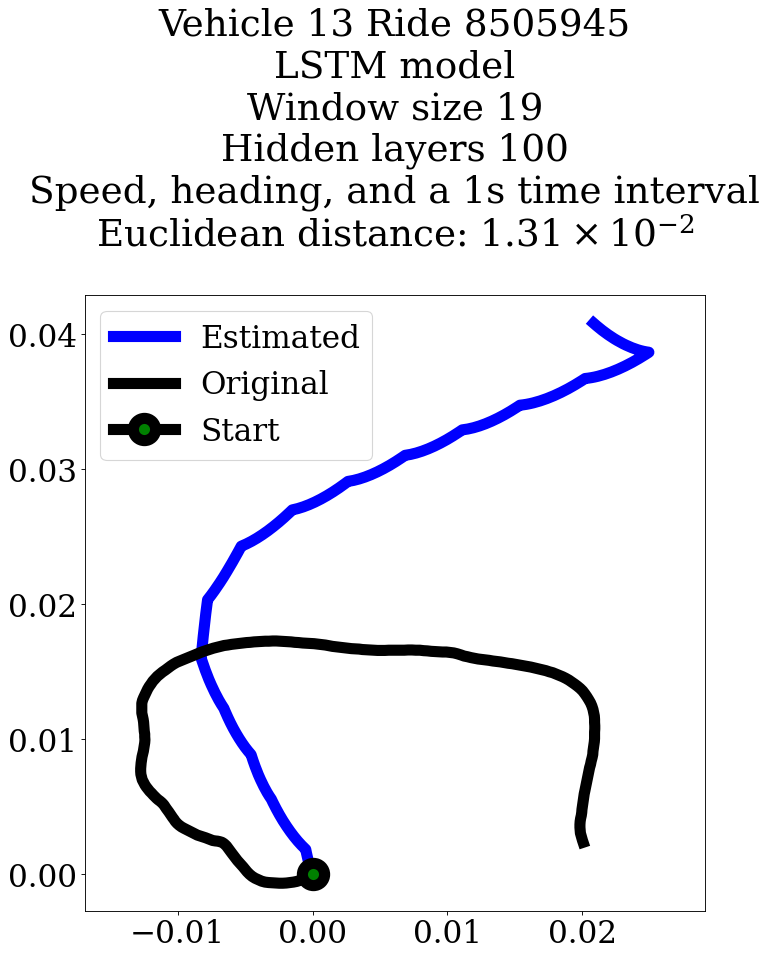 Vehicle 13 Ride 8505945
LSTM model
Window size 19
Hidden layers 100
Speed, heading, and a 1s time interval
Euclidean distance: 1.31 × 10⁻²
Estimated
Original
Start
0.04
0.03
0.02
0.01
0.00
−0.01 0.00 0.01 0.02